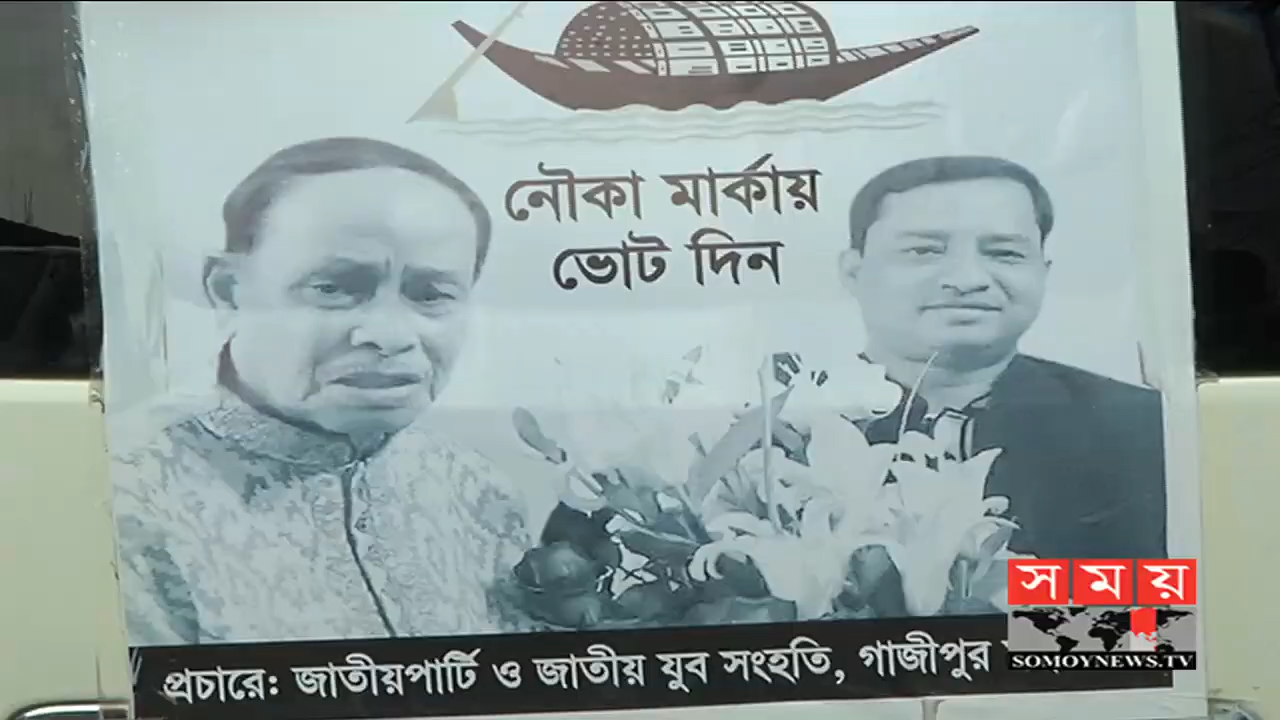 নৌকা মার্কায়
ভোট দিন
প্রচারে: জাতীয়পার্টি ও জাতীয় যুব সংহতি, গাজীপুর
সময়
SOMOYNEWS.TV